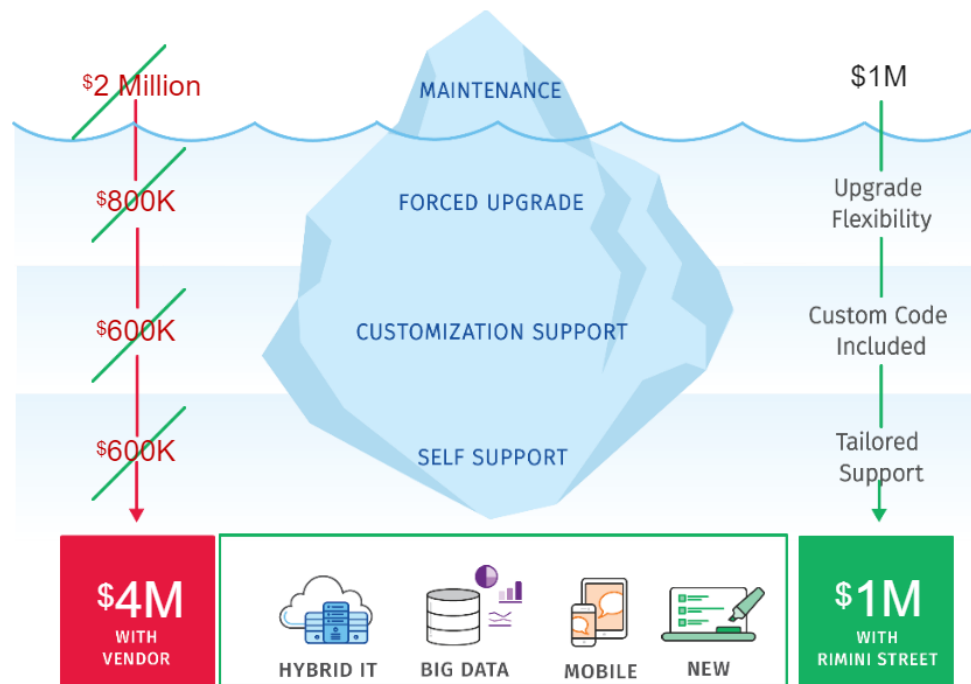 $2 Million
MAINTENANCE
$1M
$800K
FORCED UPGRADE
Upgrade
Flexibility
$600K
CUSTOMIZATION SUPPORT
Custom Code
Included
$600K
SELF SUPPORT
Tailored
Support
$4M
WITH
VENDOR
HYBRID IT
BIG DATA
MOBILE
NEW
$1M
WITH
RIMINI STREET